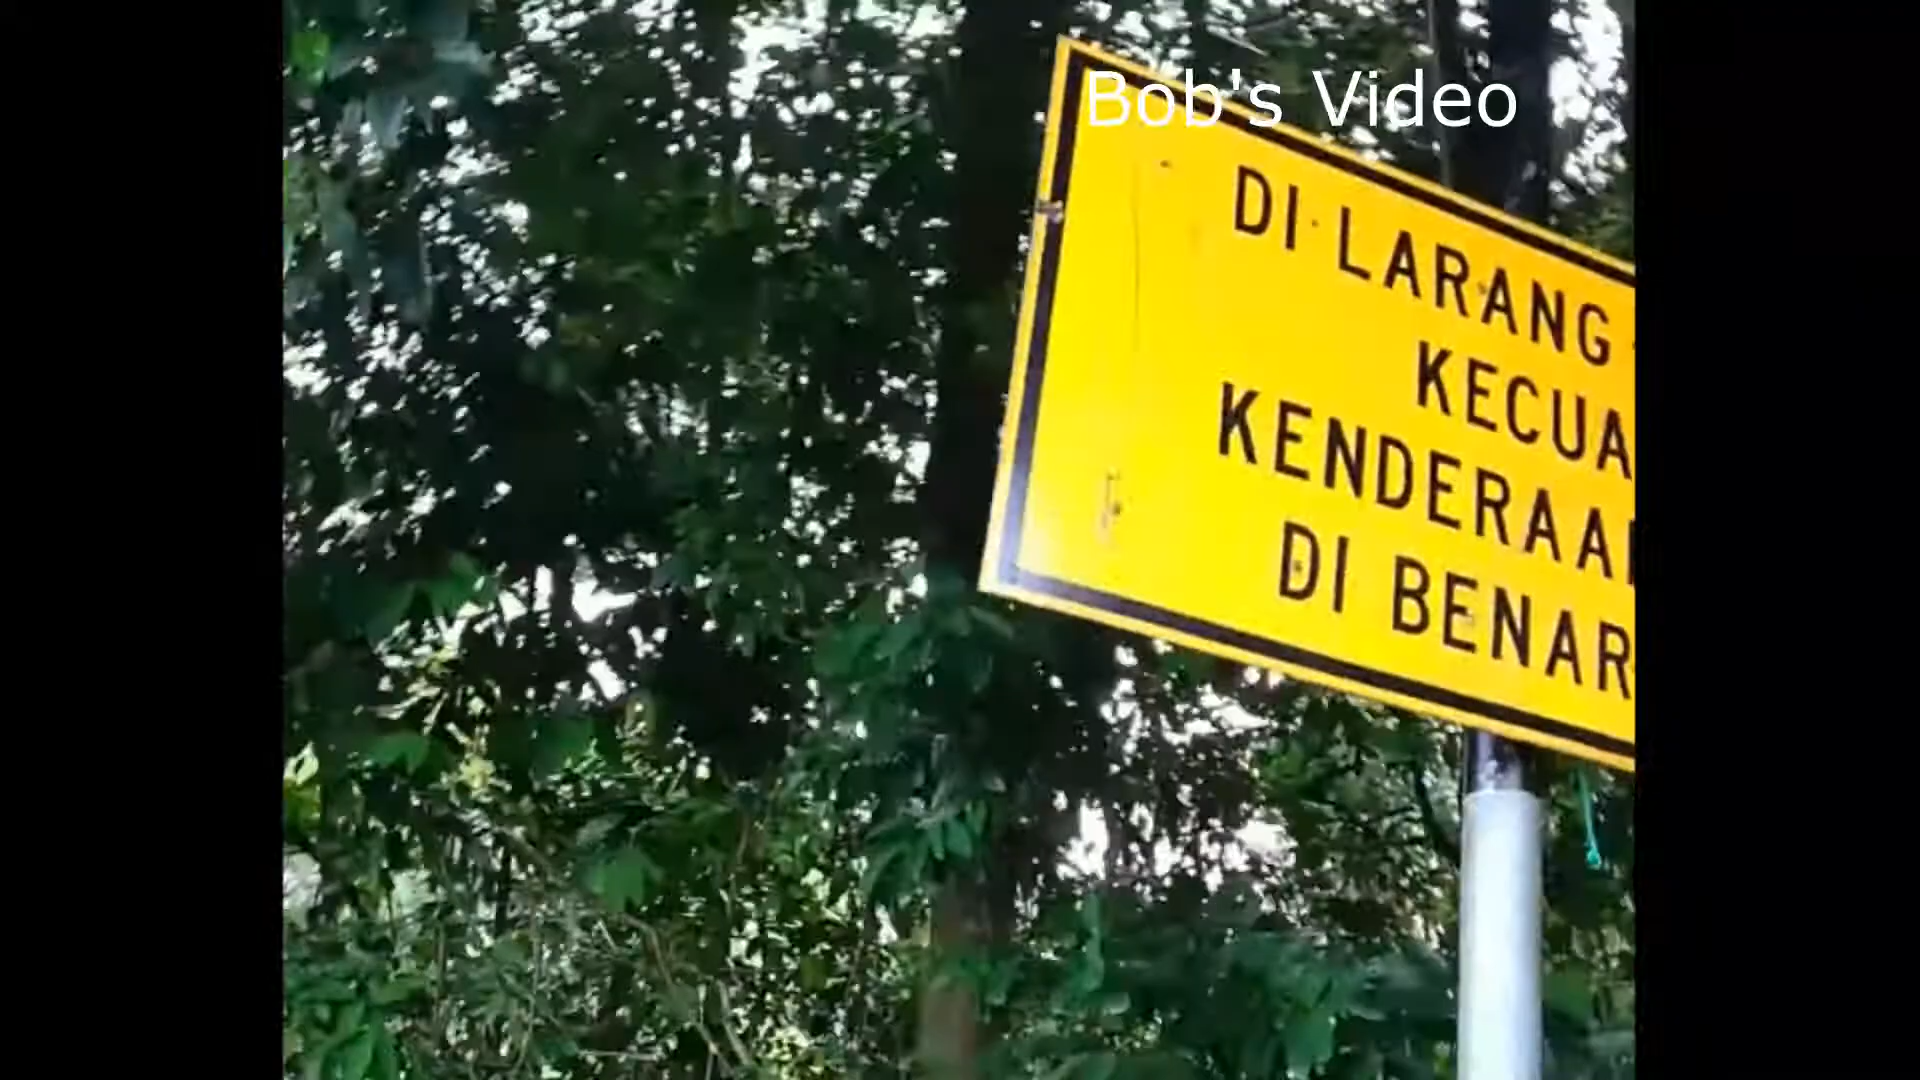 Bob's Video
DI LARANG
KECUA
KENDERAA
DI BENAR